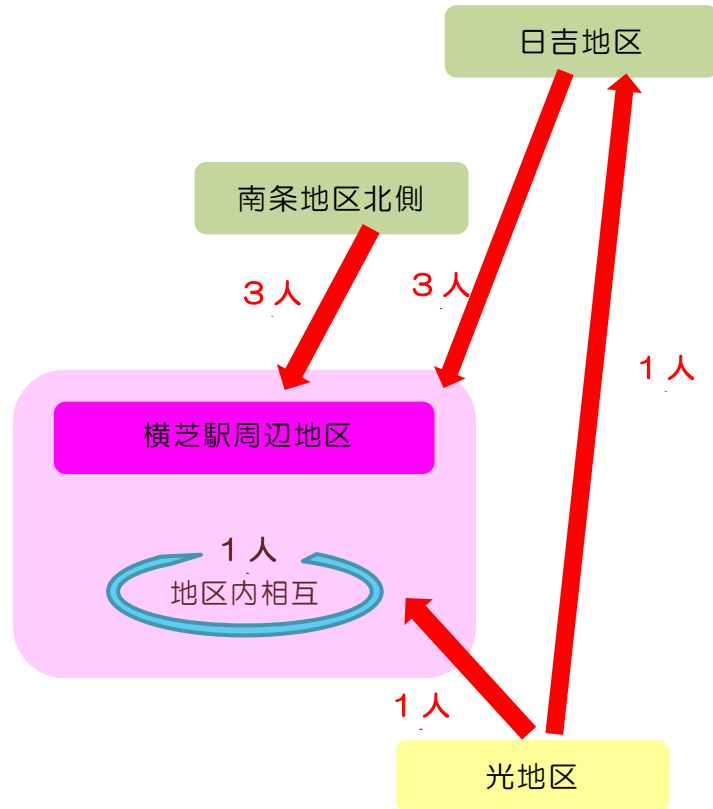 日吉地区
南条地区北側
３人
３人
１人
横芝駅周辺地区
１人
地区内相互
１人
光地区